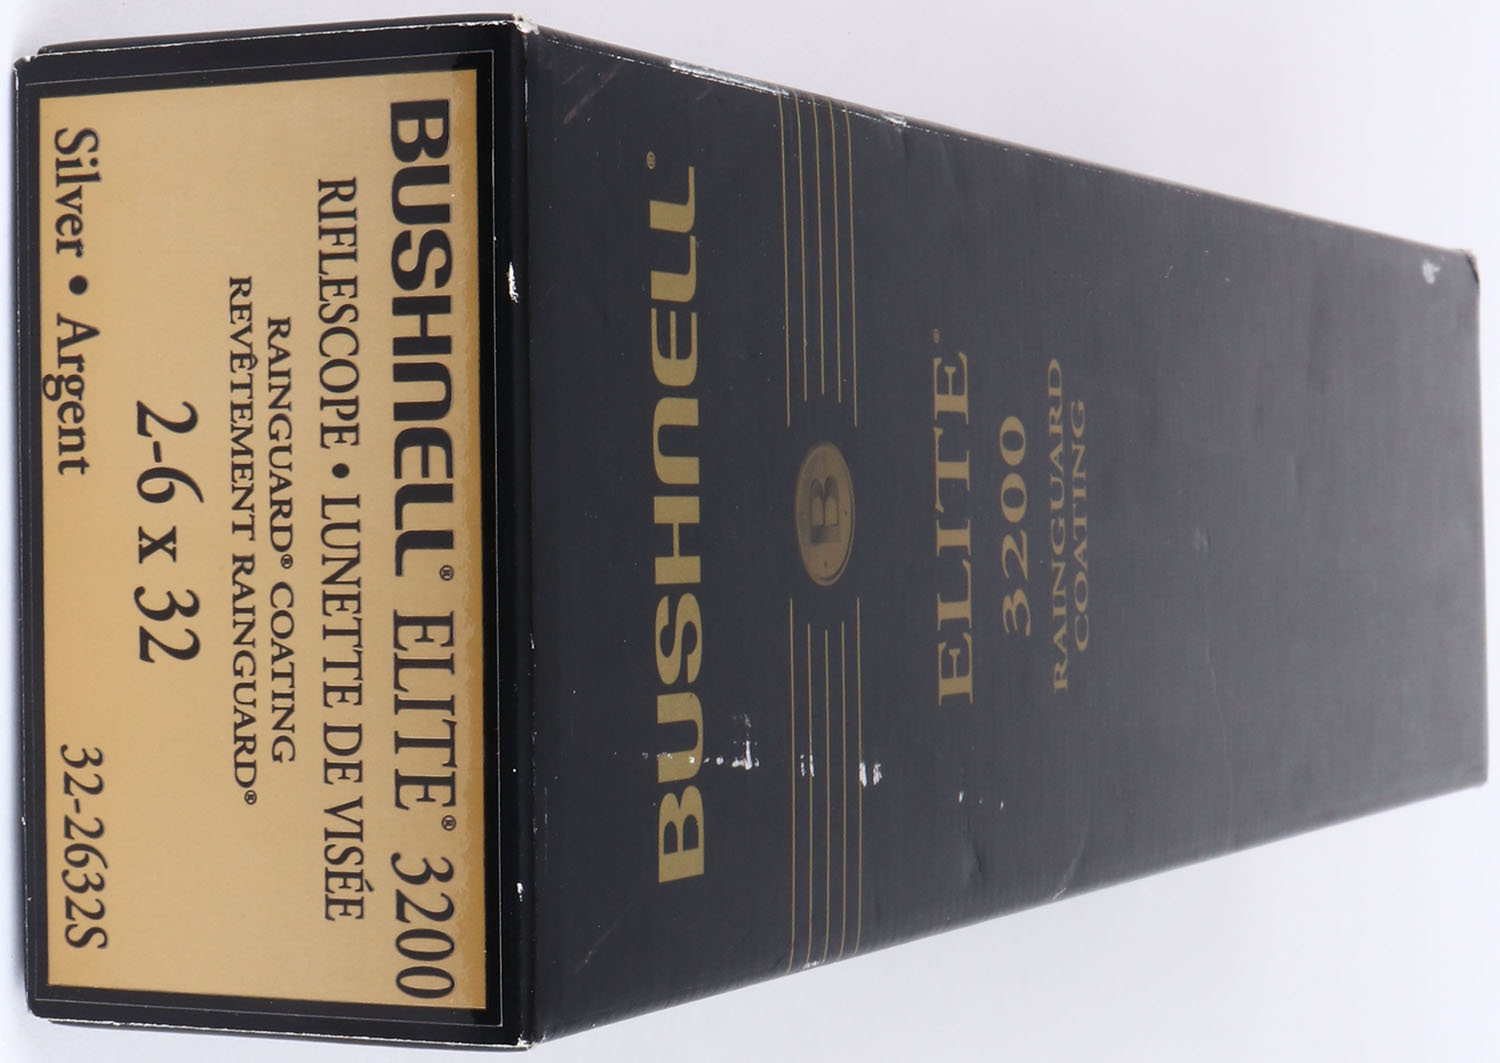 BUSHNELL® ELITE® 3200
RIFLESCOPE • LUNETTE DE VISÉE
RAINGUARD® COATING
REVÊTEMENT RAINGUARD®
2-6 x 32
Silver • Argent 32-2632S
BUSHNELL®
B
ELITE®
3200
RAINGUARD
COATING